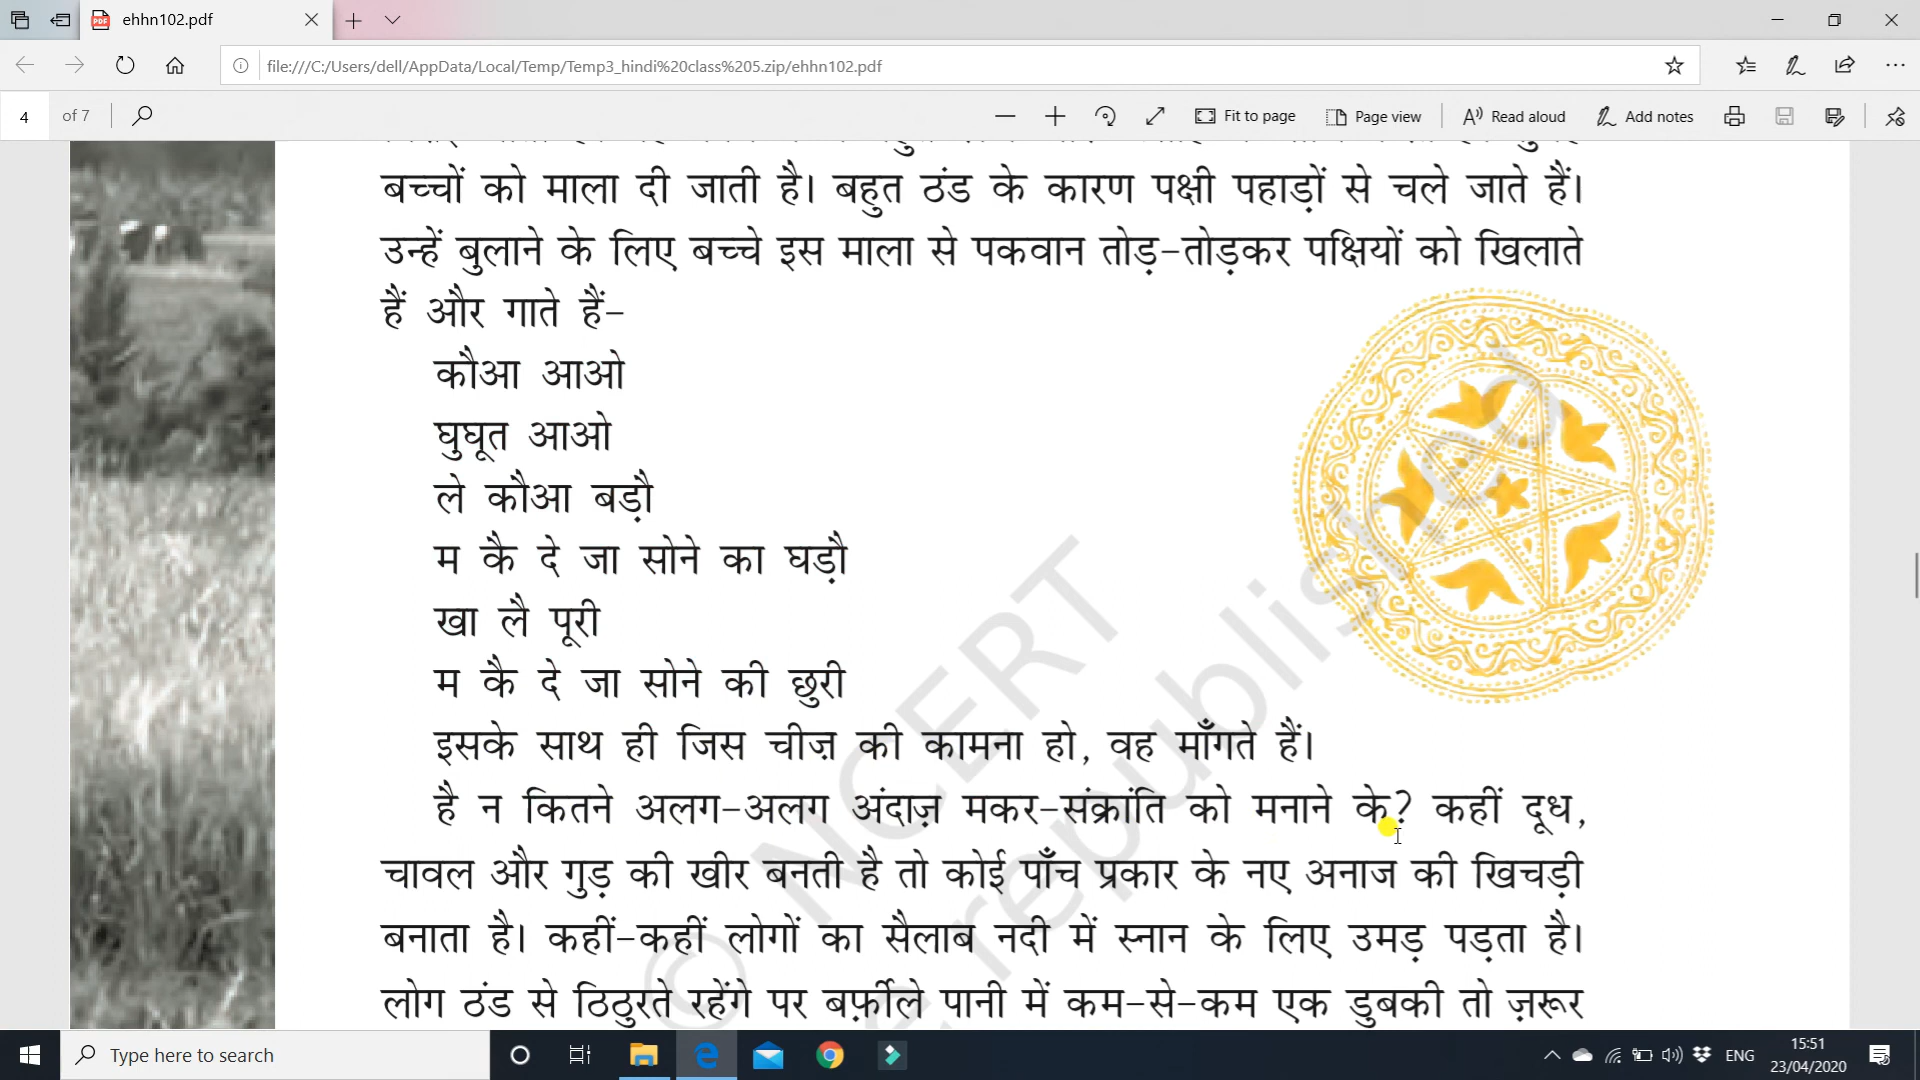 ehhn102.pdf
file:///C:/Users/dell/AppData/Local/Temp/Temp3_hindi%20class%205.zip/ehhn102.pdf
4 of 7 Fit to page Page view Read aloud Add notes
बच्चों को माला दी जाती है। बहुत ठंड के कारण पक्षी पहाड़ों से चले जाते हैं।
उन्हें बुलाने के लिए बच्चे इस माला से पकवान तोड़-तोड़कर पक्षियों को खिलाते
हैं और गाते हैं-
कौआ आओ
घुघूत आओ
ले कौआ बड़ौ
म कै दे जा सोने का घड़ौ
खा लै पूरी
म कै दे जा सोने की छुरी
इसके साथ ही जिस चीज़ की कामना हो, वह माँगते हैं।
है न कितने अलग-अलग अंदाज़ मकर-संक्रांति को मनाने के? कहीं दूध,
चावल और गुड़ की खीर बनती है तो कोई पाँच प्रकार के नए अनाज की खिचड़ी
बनाता है। कहीं-कहीं लोगों का सैलाब नदी में स्नान के लिए उमड़ पड़ता है।
लोग ठंड से ठिठुरते रहेंगे पर बर्फ़ीले पानी में कम-से-कम एक डुबकी तो ज़रूर
© NCERT
republished
Type here to search
ENG
15:51
23/04/2020